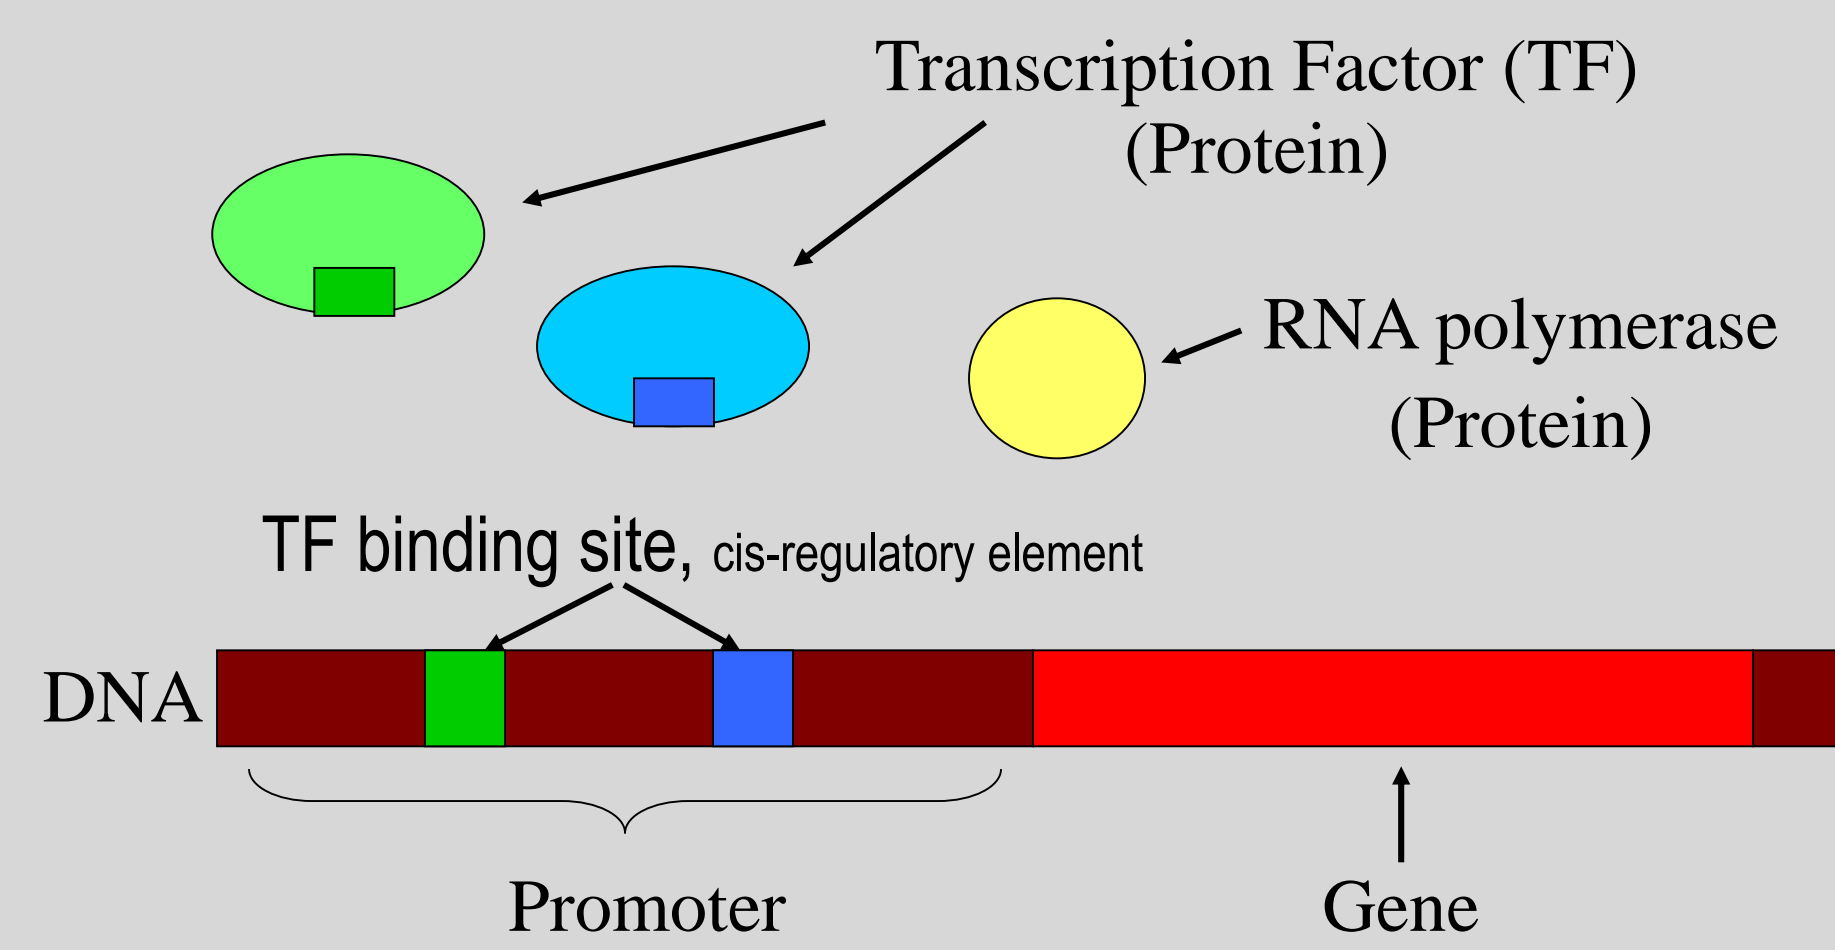 Transcription Factor (TF)
(Protein)
RNA polymerase
(Protein)
TF binding site, cis-regulatory element
DNA
Promoter
Gene